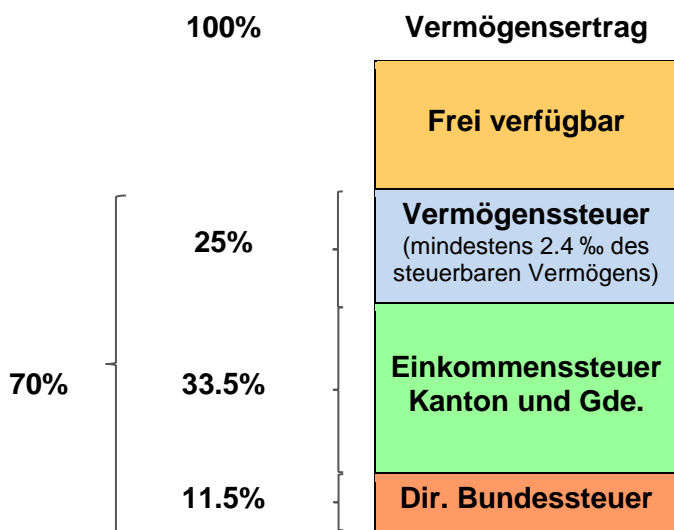 100% Vermögensertrag
Frei verfügbar
25% Vermögenssteuer
(mindestens 2.4 ‰ des
steuerbaren Vermögens)
70% 33.5% Einkommenssteuer
Kanton und Gde.
11.5% Dir. Bundessteuer